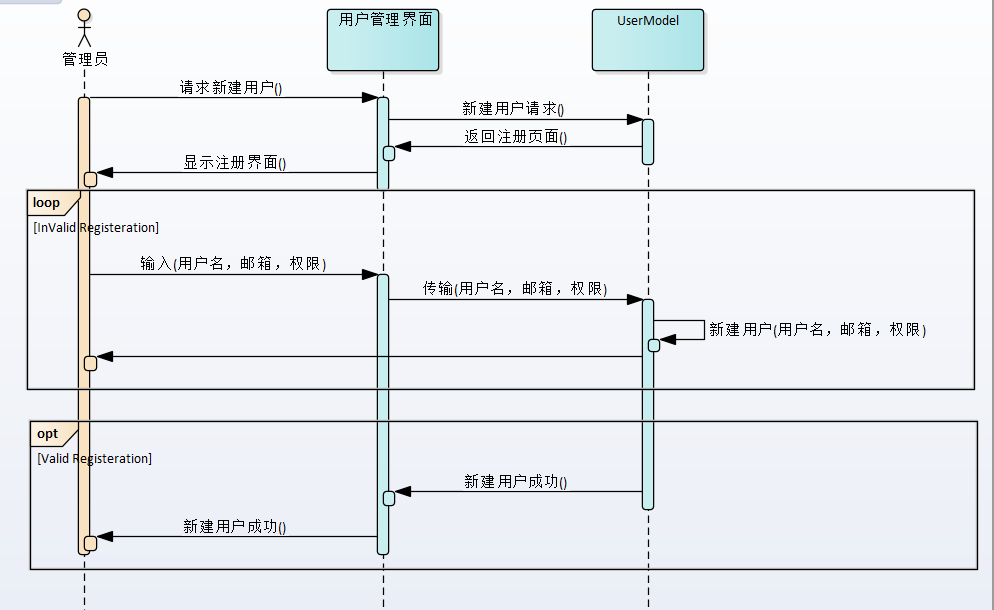 用户管理界面
UserModel
管理员
请求新建用户()
新建用户请求()
返回注册页面()
显示注册界面()
loop
[InValid Registeration]
输入(用户名，邮箱，权限)
传输(用户名，邮箱，权限)
新建用户(用户名，邮箱，权限)
opt
[Valid Registeration]
新建用户成功()
新建用户成功()